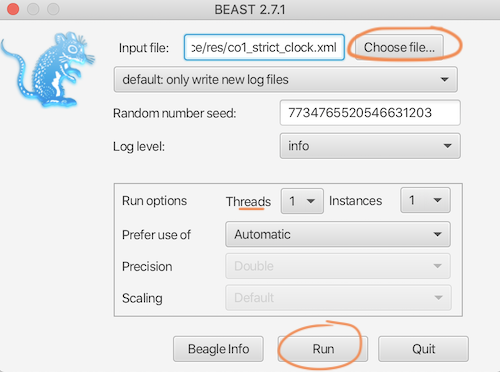 BEAST 2.7.1
Input file: :e/res/co1_strict_clock.xml Choose file...
default: only write new log files
Random number seed: 7734765520546631203
Log level: info
Run options Threads 1 Instances 1
Prefer use of Automatic
Precision Double
Scaling Default
Beagle Info Run Quit